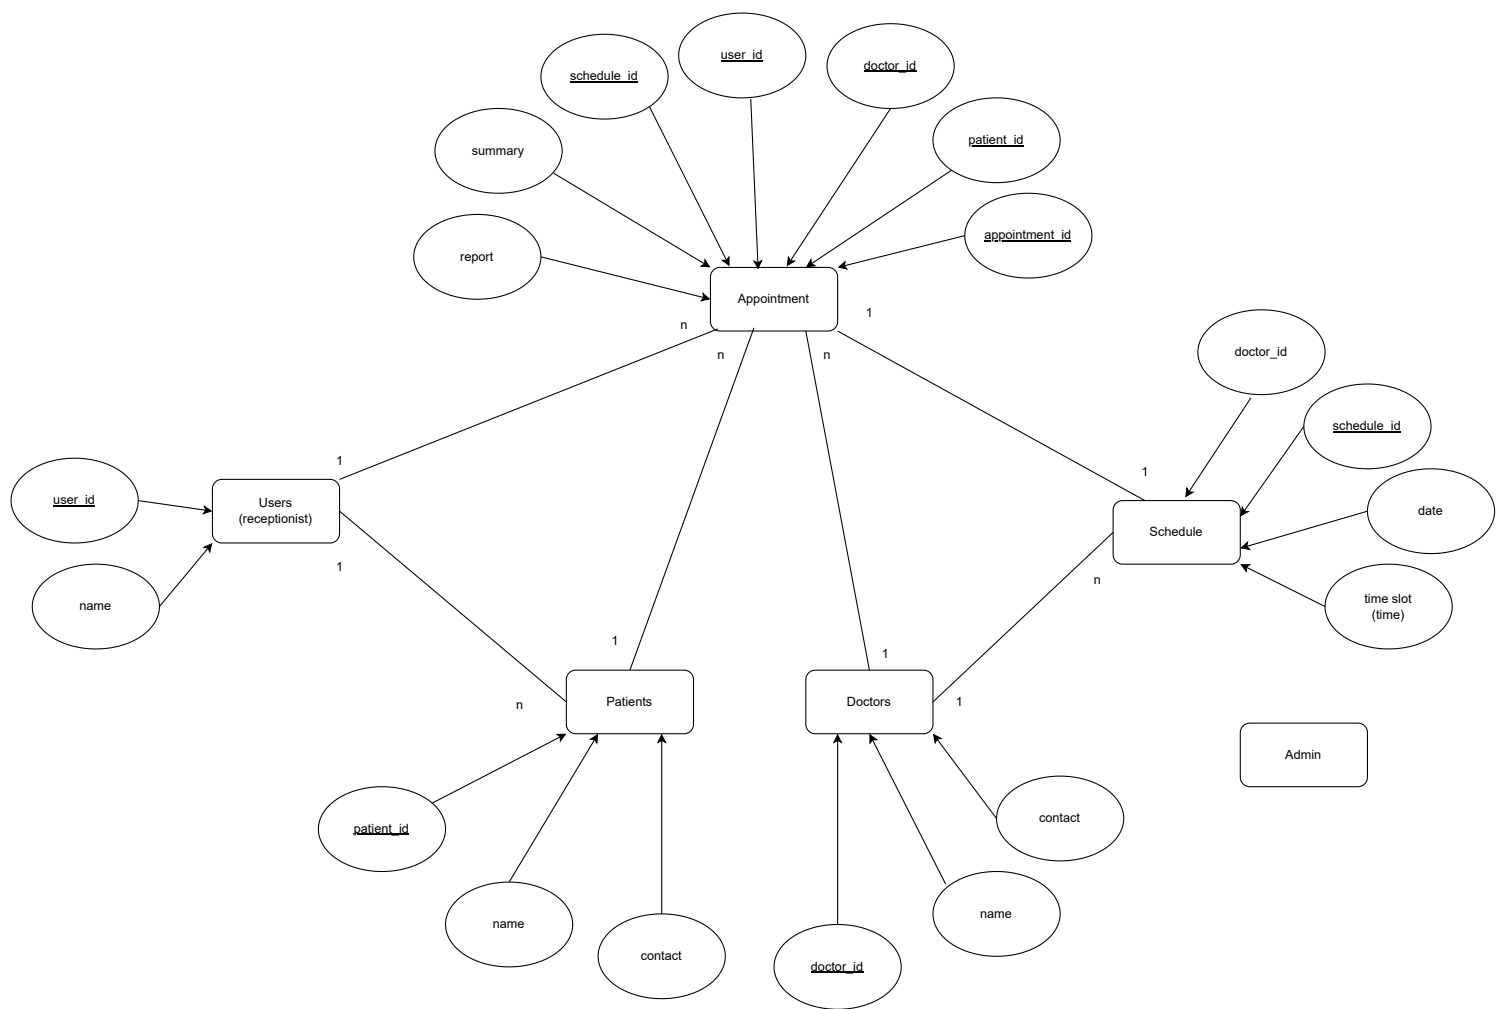 user_id
doctor_id
schedule_id
patient_id
summary
appointment_id
report
Appointment
n
1
n
n
doctor_id
schedule_id
1
1
user_id
Users
(receptionist)
date
Schedule
1
n
name
time slot
(time)
1
1
Patients
Doctors
1
n
Admin
contact
patient_id
name
name
contact
doctor_id